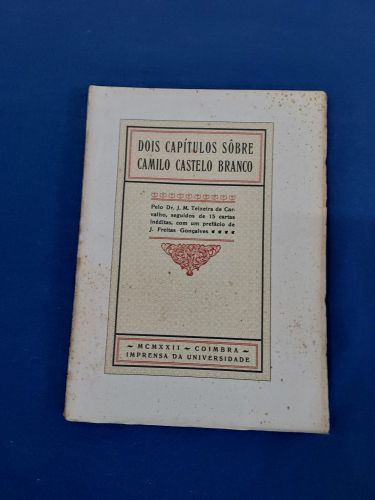 DOIS CAPÍTULOS SÔBRE
CAMILO CASTELO BRANCO
Pelo Dr. J. M. Teixeira de Car-
valho, seguidos de 15 cartas
inéditas, com um prefácio de
J. Freitas Gonçalves
~ MCMXXII ~ COIMBRA ~
IMPRENSA DA UNIVERSIDADE